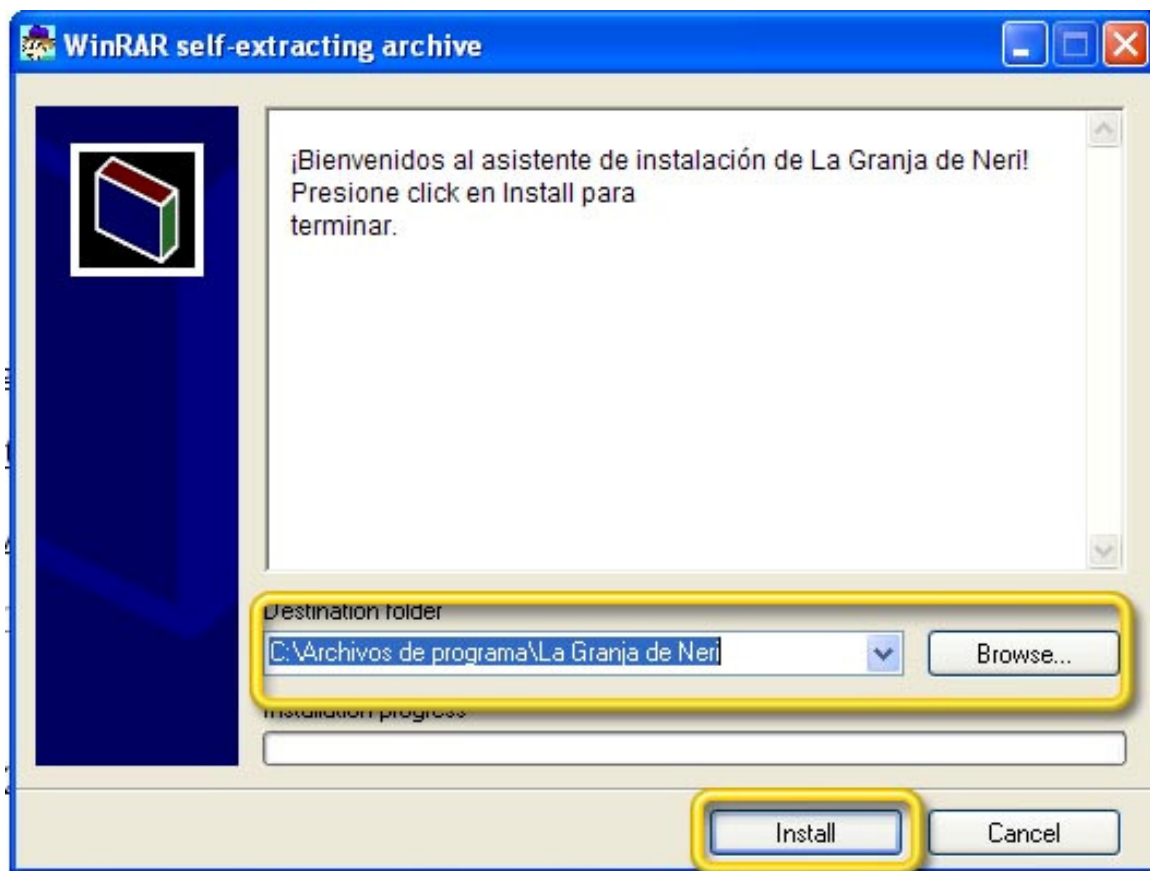 WinRAR self-extracting archive
¡Bienvenidos al asistente de instalación de La Granja de Neri!
Presione click en Install para
terminar.
Destination folder
C:\Archivos de programa\La Granja de Neri
Browse...
Installation progress
Install
Cancel